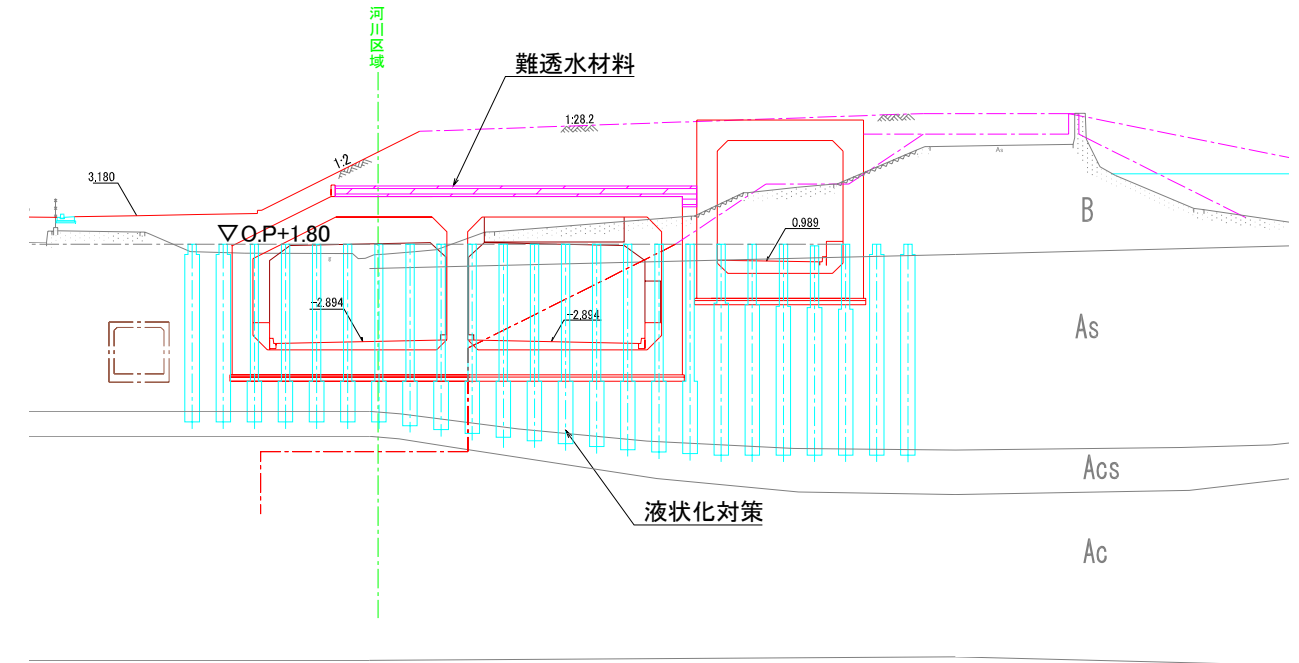 河川区域
難透水材料
1:28.2
1:2
3,180
▽O.P+1.80
0.989
-2.894
-2.894
B
As
As
Acs
Ac
液状化対策